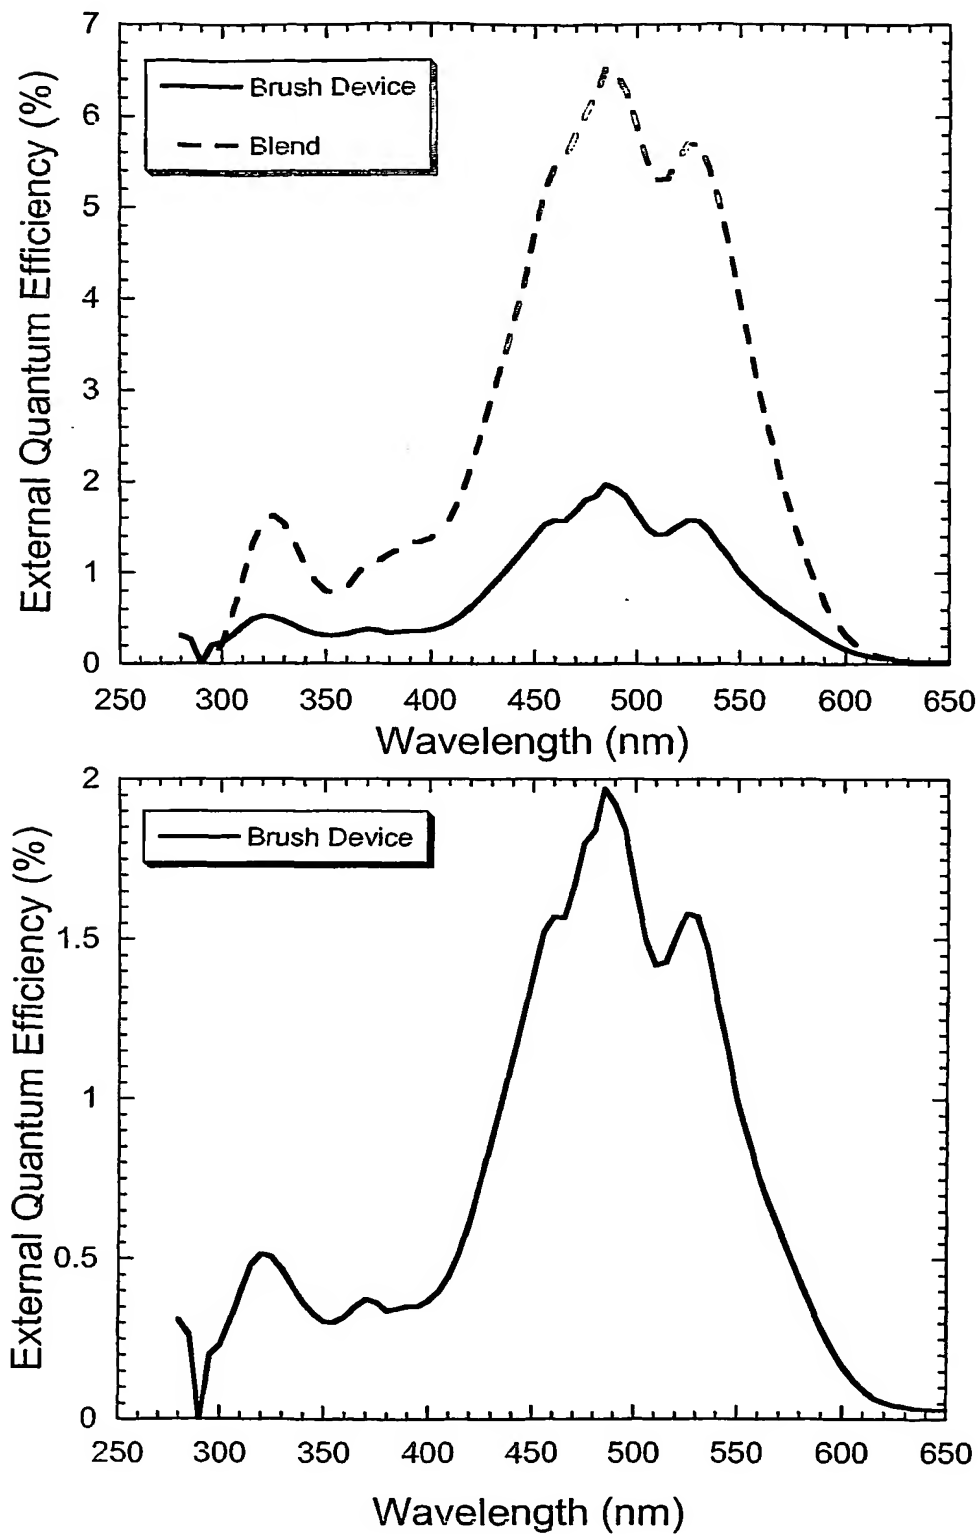 7
6
5
4
3
2
1
0
External Quantum Efficiency (%)
Brush Device
Blend
250 300 350 400 450 500 550 600 650
Wavelength (nm)
2
1.5
1
0.5
0
External Quantum Efficiency (%)
Brush Device
250 300 350 400 450 500 550 600 650
Wavelength (nm)